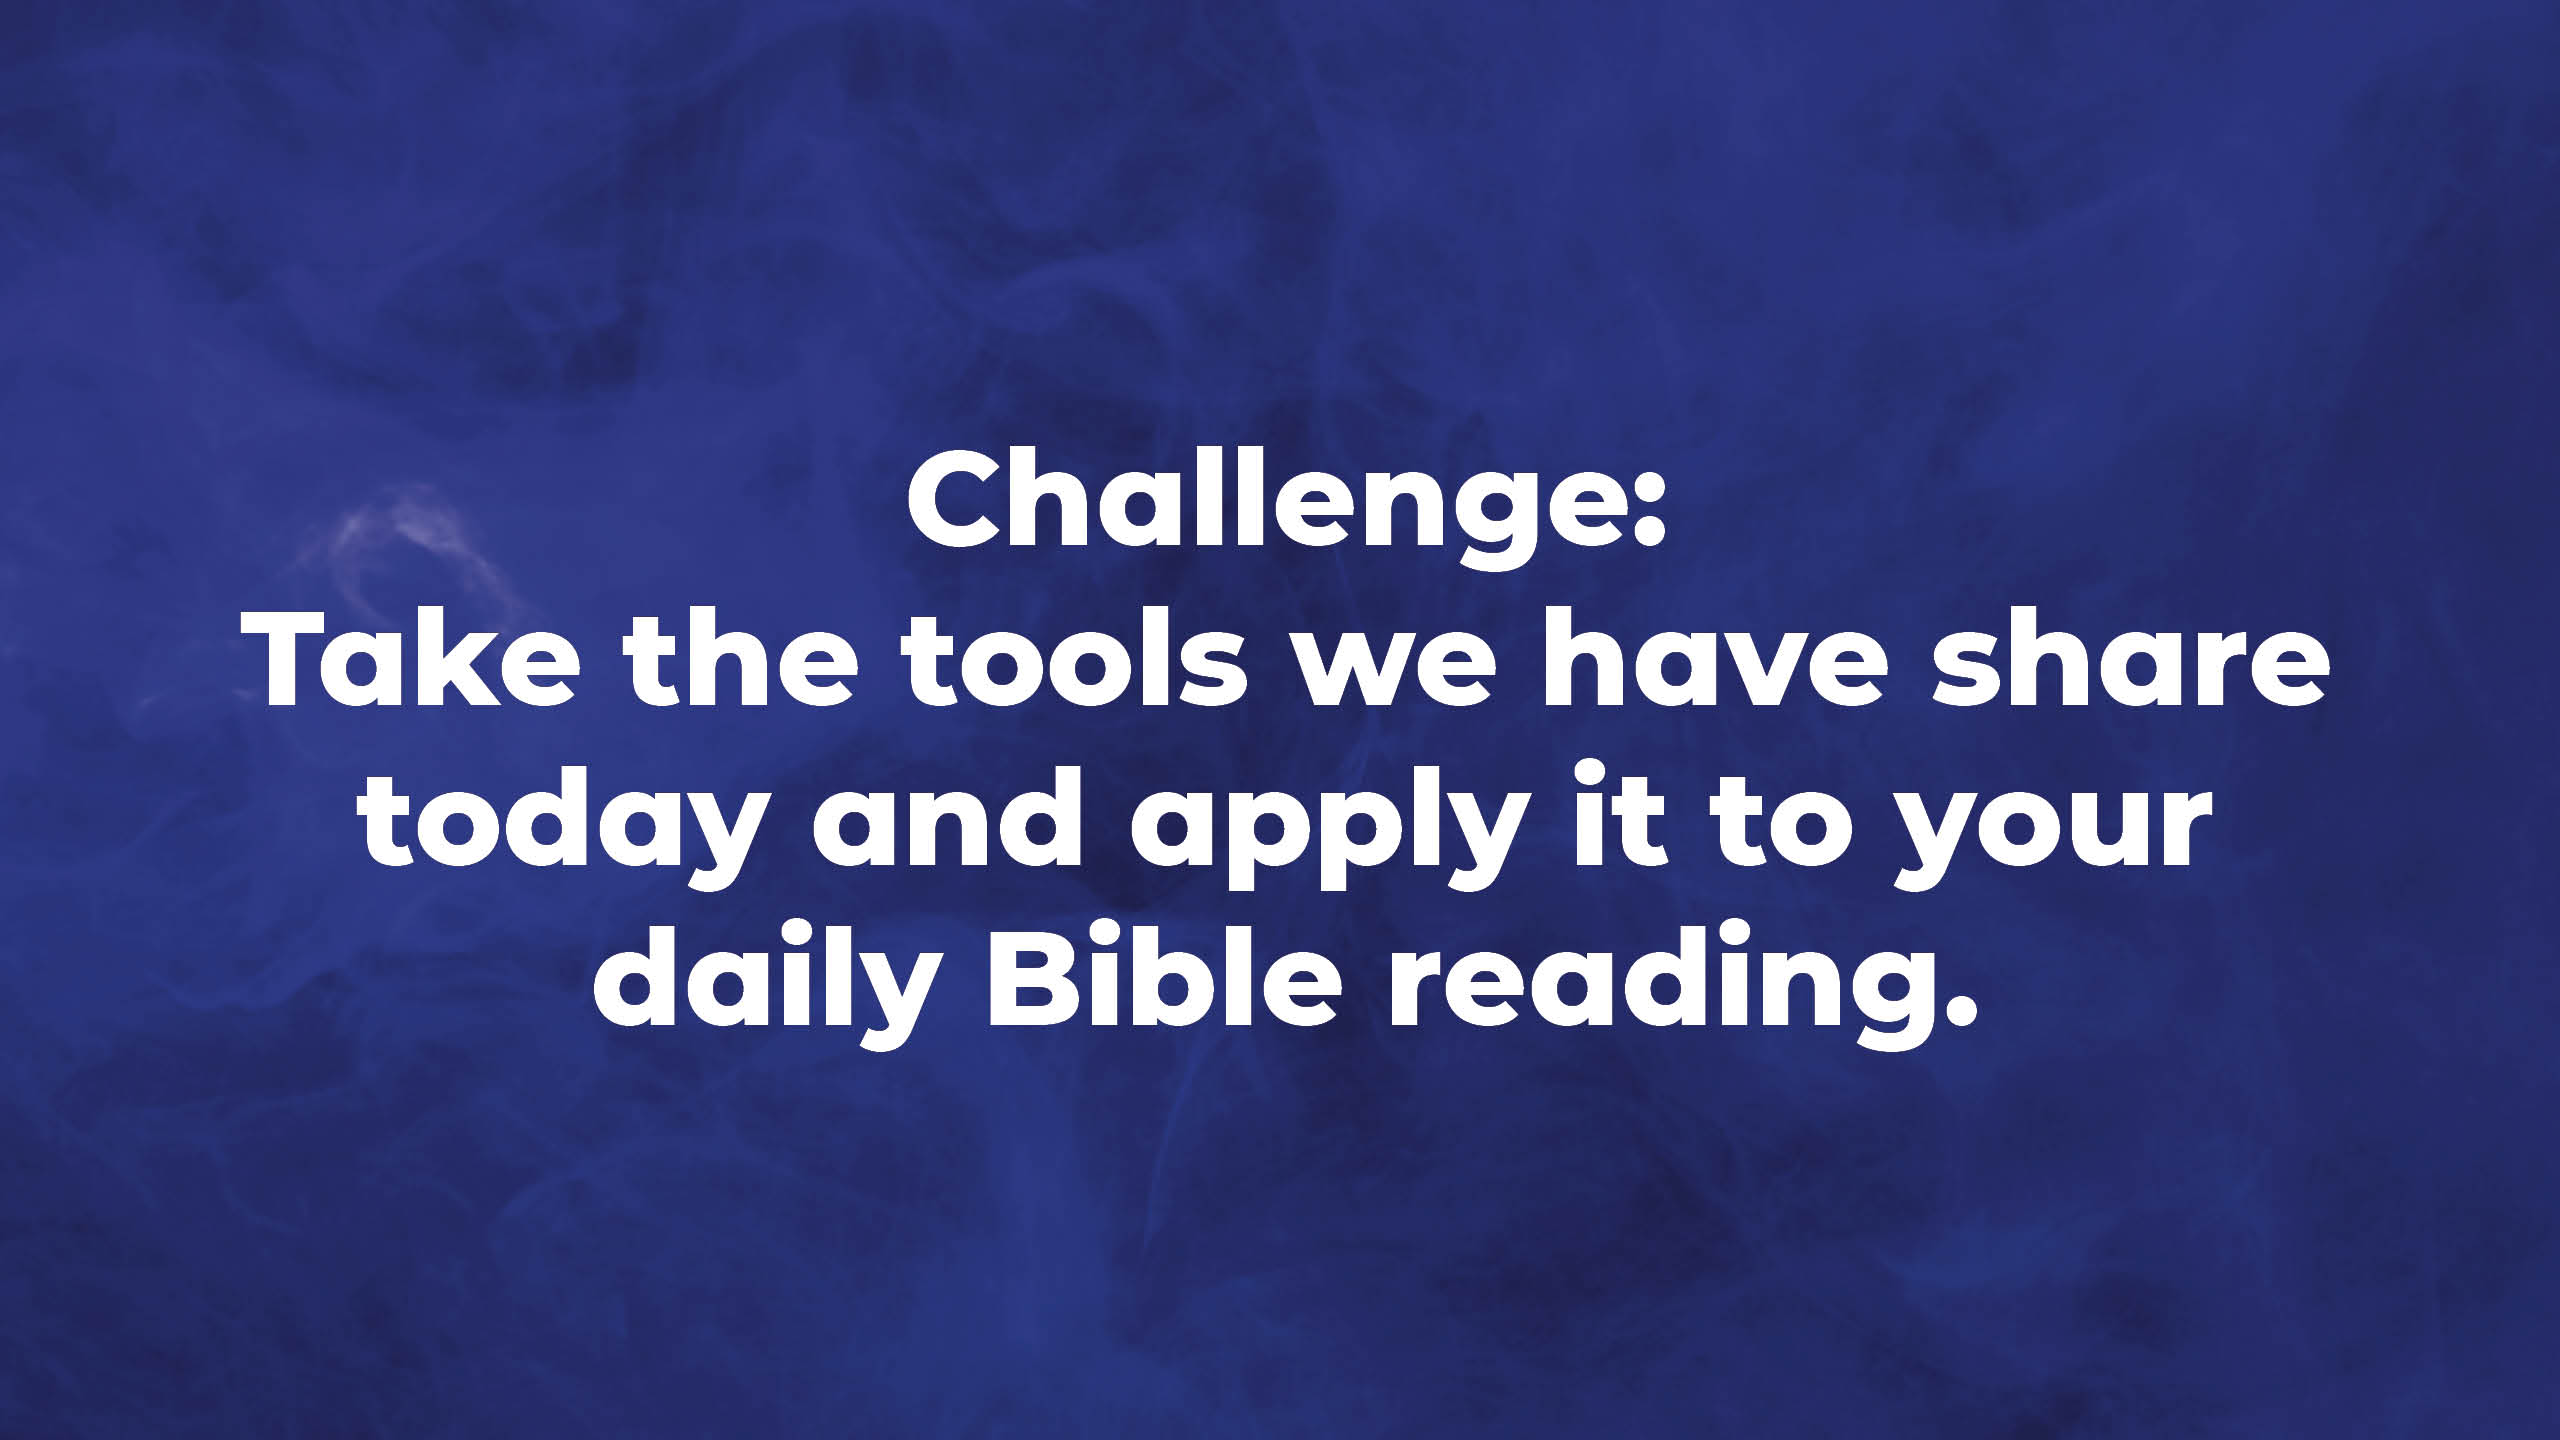 Challenge:
Take the tools we have share
today and apply it to your
daily Bible reading.